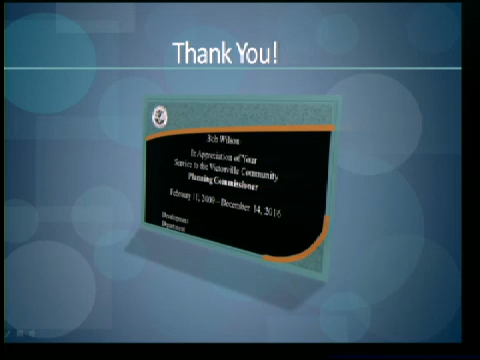 Thank You!
Bob Wilson
In Appreciation of Your
Service to the Victorville Community
Planning Commissioner
February 11, 2009 - December 14, 2016
Development
Department